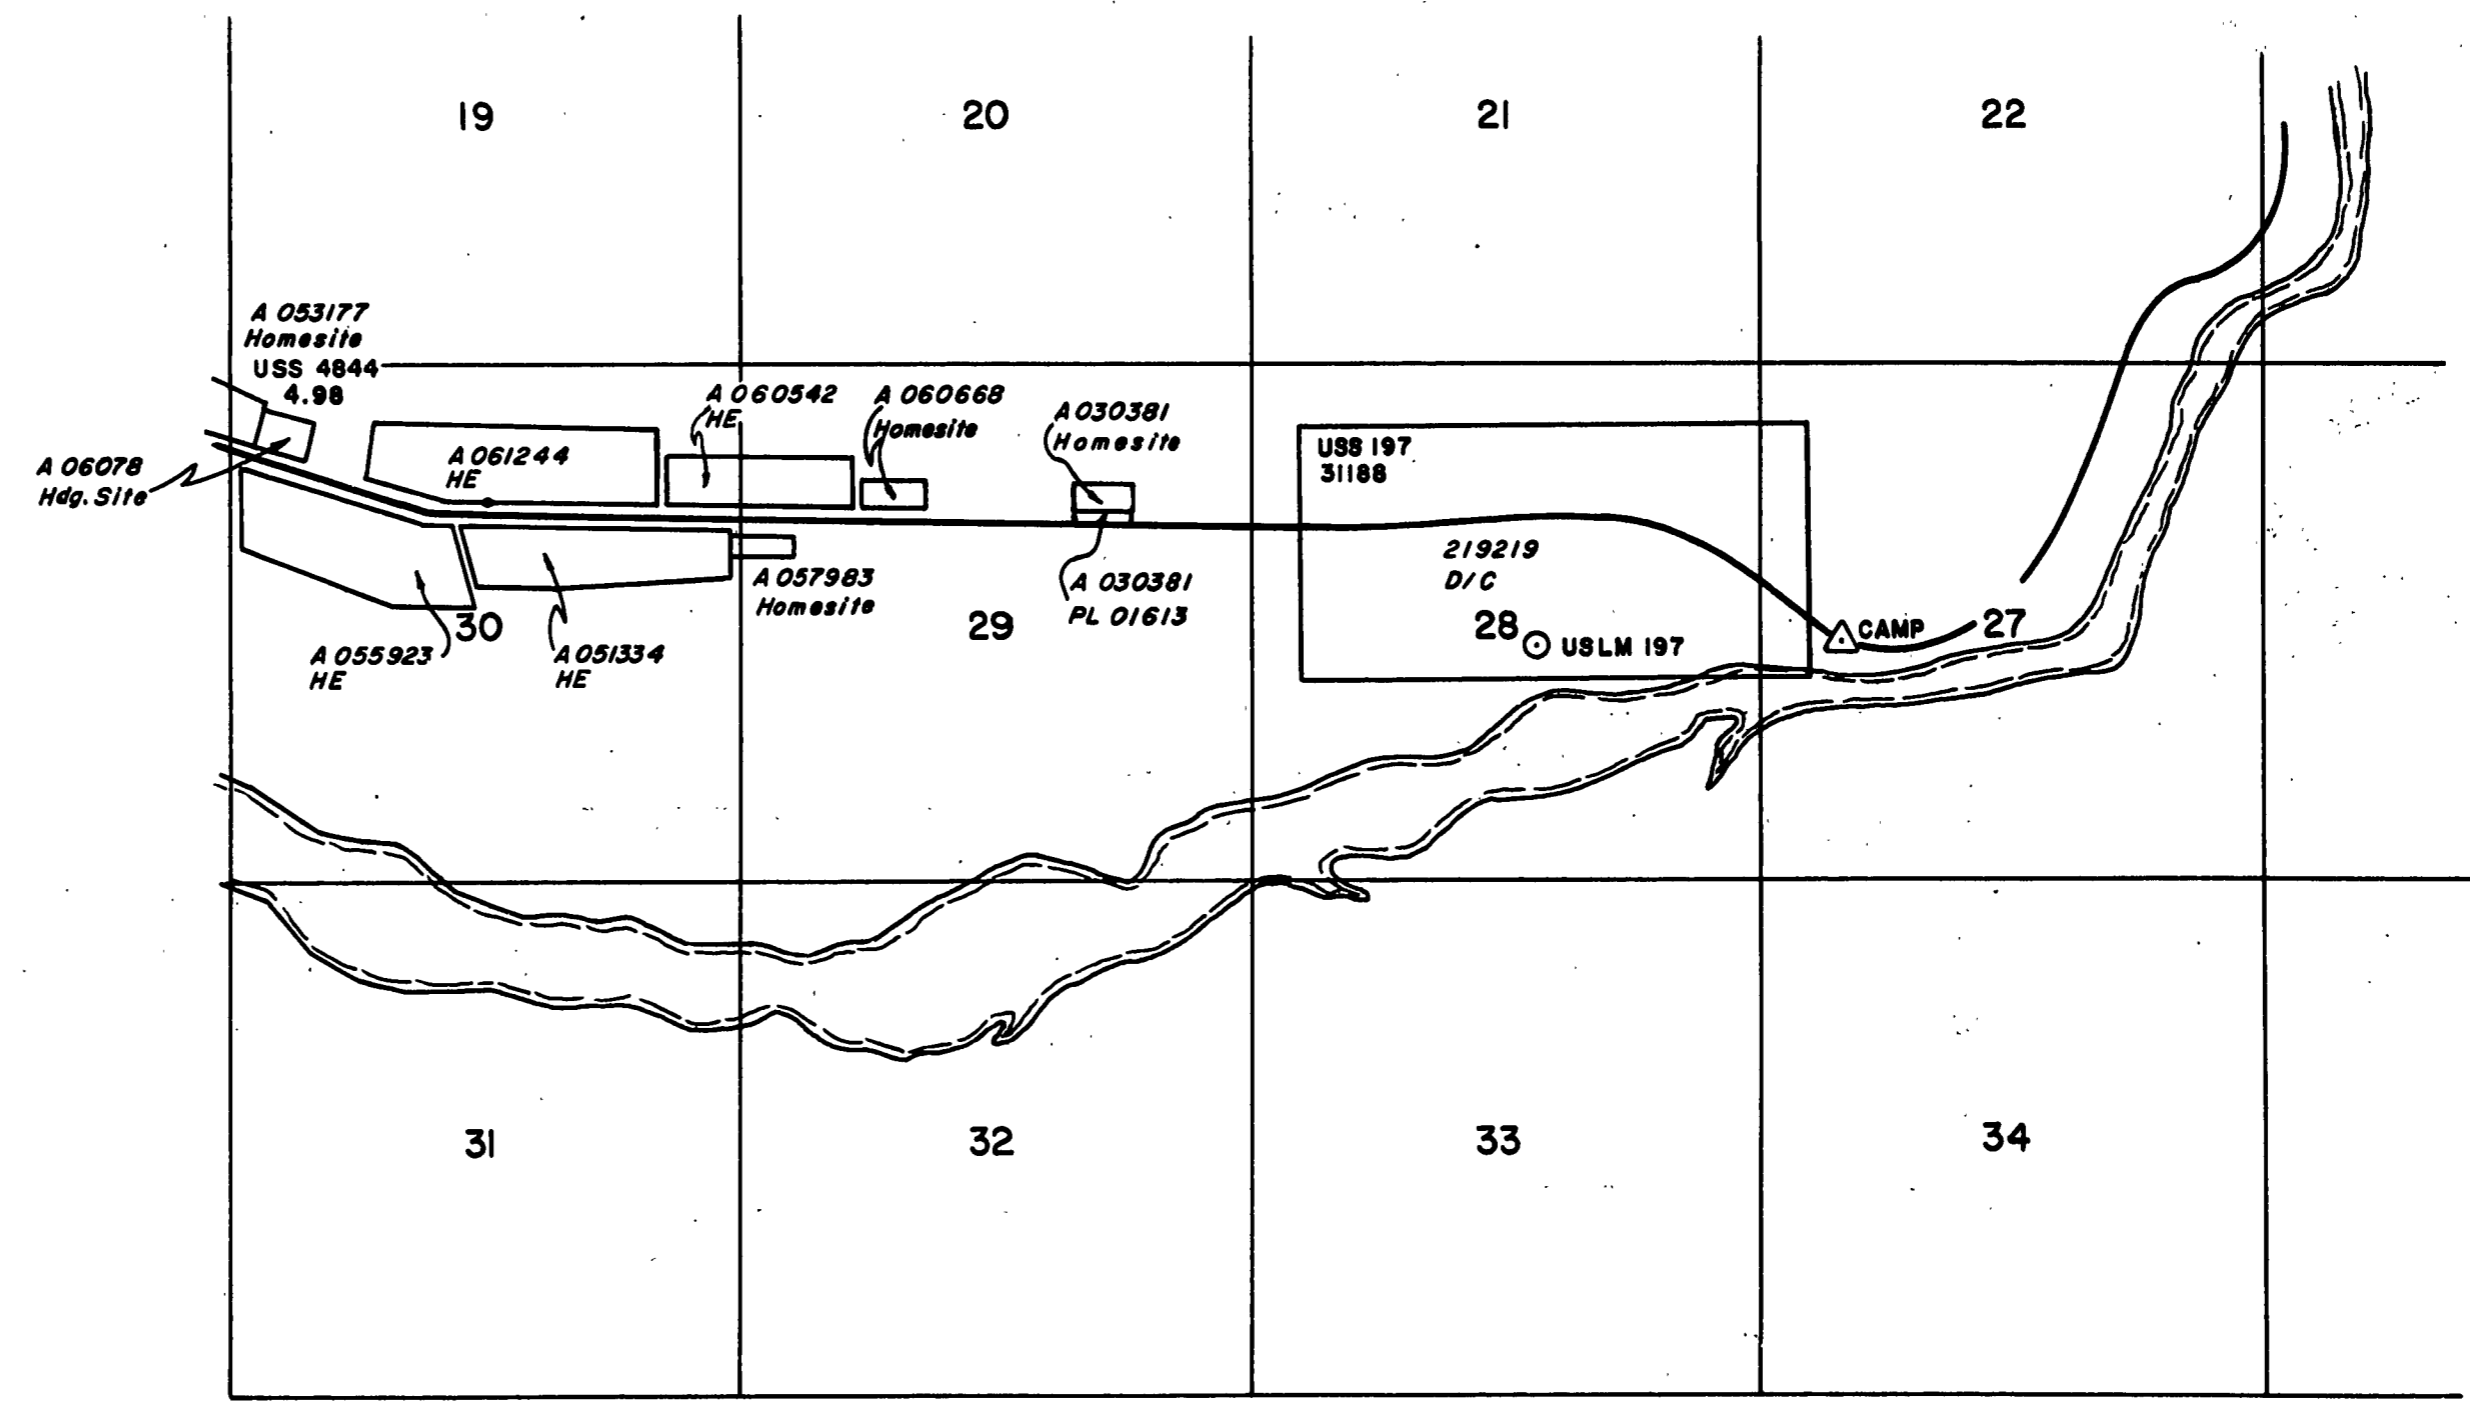 19
20
21
22
A 053177
Homesite
USS 4844
4.98
A 06078
Hdg. Site
A 061244
HE
A 060542
HE
A 060668
Homesite
A 030381
Homesite
USS 197
31188
219219
D/C
A 057983
Homesite
A 030381
PL 01613
30
29
28
USLM 197
CAMP
27
A 055923
HE
A 051334
HE
31
32
33
34